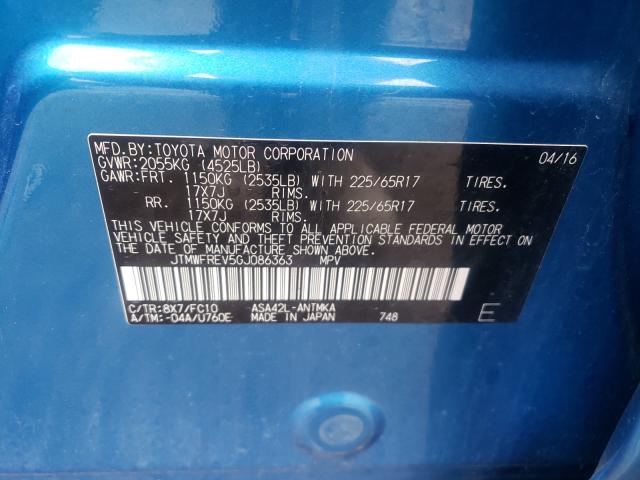 MFD.BY:TOYOTA MOTOR CORPORATION 04/16
GVWR:2055KG (4525LB)
GAWR:FRT. 1150KG (2535LB) WITH 225/65R17 TIRES.
17X7J RIMS.
RR. 1150KG (2535LB) WITH 225/65R17 TIRES.
17X7J RIMS.
THIS VEHICLE CONFORMS TO ALL APPLICABLE FEDERAL MOTOR
VEHICLE SAFETY AND THEFT PREVENTION STANDARDS IN EFFECT ON
THE DATE OF MANUFACTURE SHOWN ABOVE.
JTMWFREV5GJ086363 MPV
C/TR:8X7/FC10 ASA42L-ANTMKA
A/TM:-04A/U760E MADE IN JAPAN 748 E